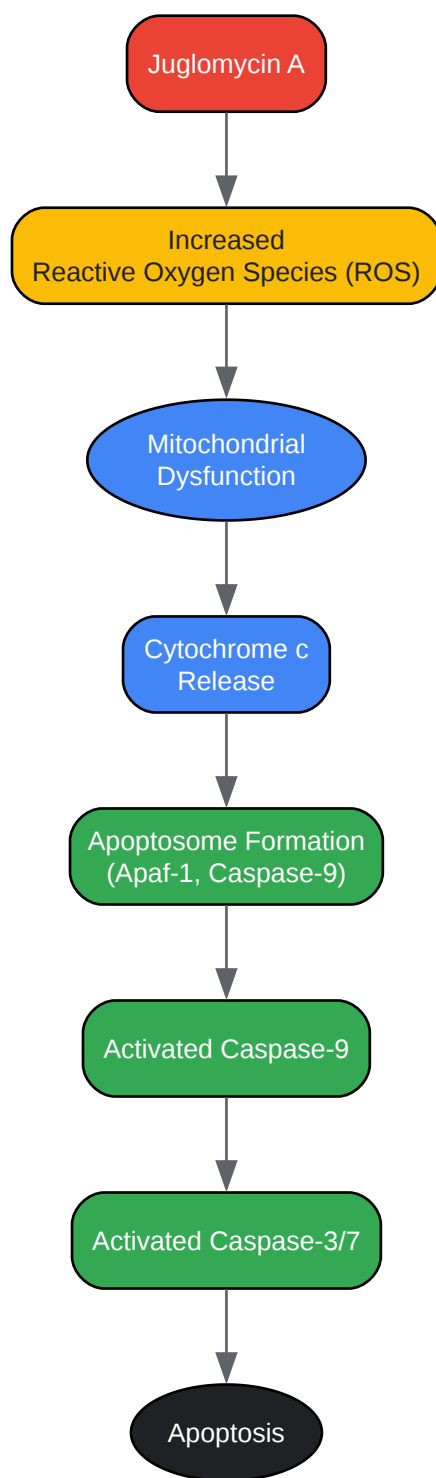 Juglomycin A
Increased
Reactive Oxygen Species (ROS)
Mitochondrial
Dysfunction
Cytochrome c
Release
Apoptosome Formation
(Apaf-1, Caspase-9)
Activated Caspase-9
Activated Caspase-3/7
Apoptosis